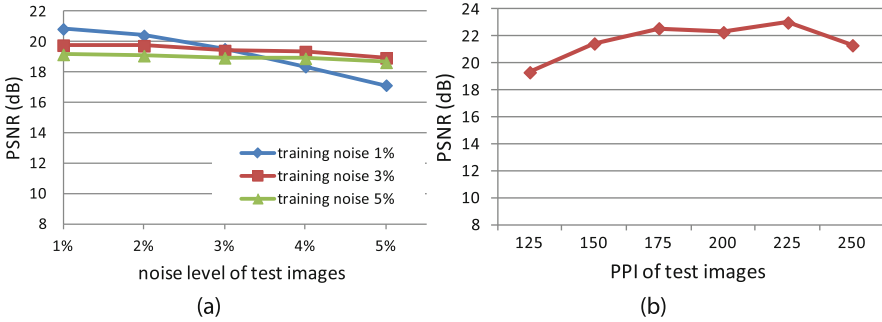 22
20
18
16
14
12
10
8
PSNR (dB)
training noise 1%
training noise 3%
training noise 5%
1% 2% 3% 4% 5%
noise level of test images
(a)
24
22
20
18
16
14
12
10
8
PSNR (dB)
125 150 175 200 225 250
PPI of test images
(b)